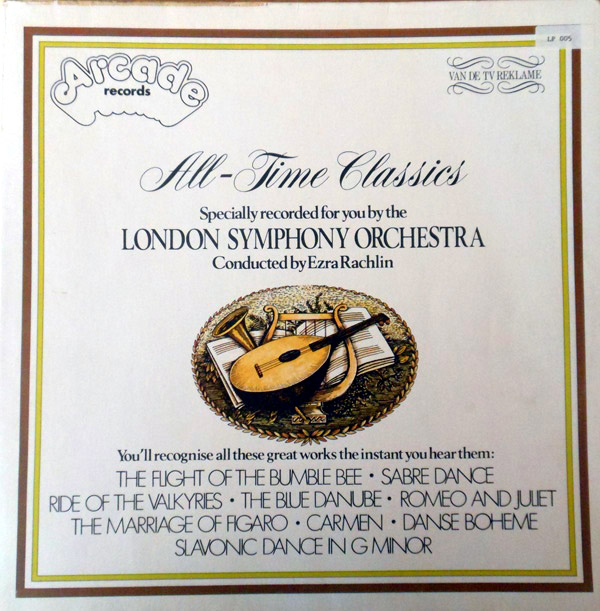 LP 005
Arcade
records
VAN DE TV REKLAME
All-Time Classics
Specially recorded for you by the
LONDON SYMPHONY ORCHESTRA
Conducted by Ezra Rachlin
You'll recognise all these great works the instant you hear them:
THE FLIGHT OF THE BUMBLE BEE · SABRE DANCE
RIDE OF THE VALKYRIES · THE BLUE DANUBE · ROMEO AND JULIET
THE MARRIAGE OF FIGARO · CARMEN · DANSE BOHEME
SLAVONIC DANCE IN G MINOR